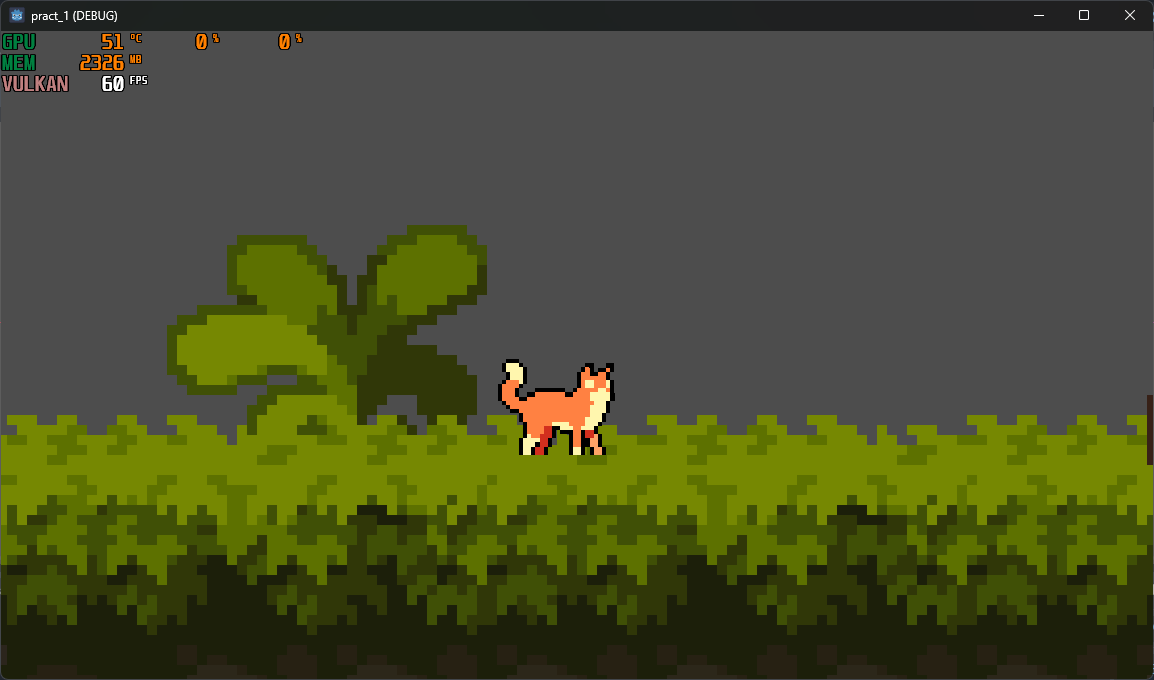 pract_1 (DEBUG)
GPU 51 °C 0 % 0 %
MEM 2326 MB
VULKAN 60 FPS